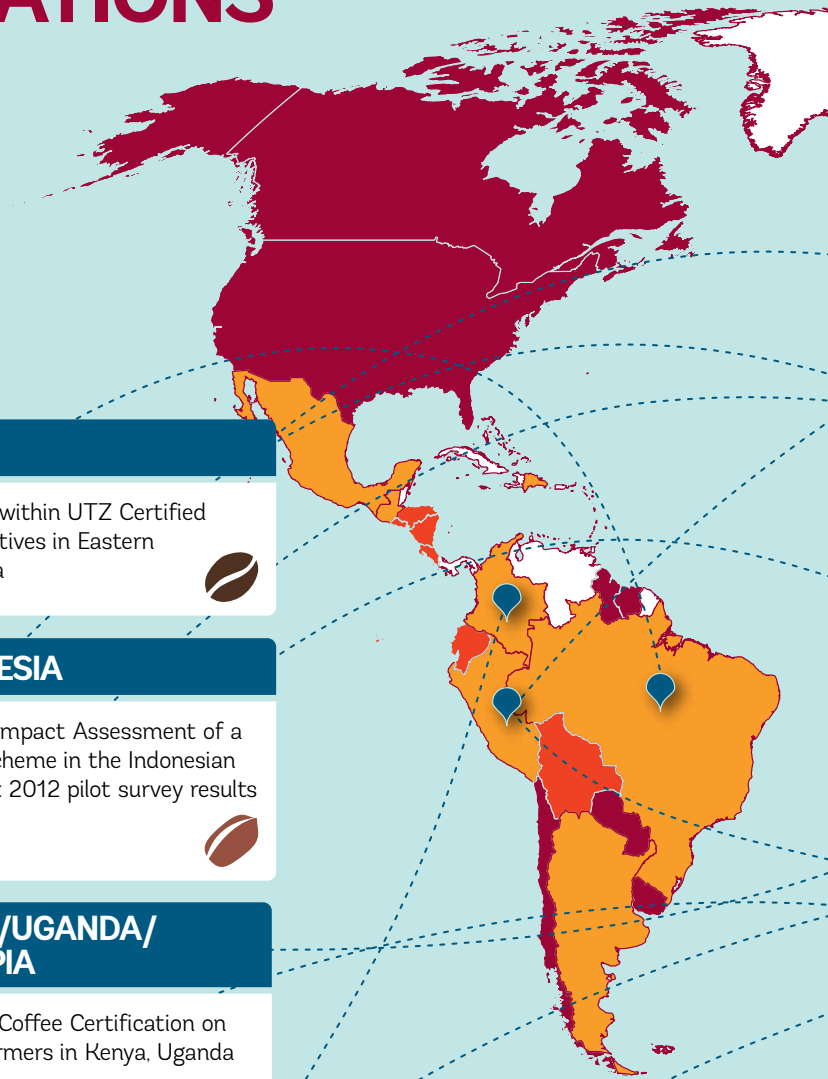 ATIONS
within UTZ Certified
tives in Eastern
a
ESIA
mpact Assessment of a
cheme in the Indonesian
: 2012 pilot survey results
/UGANDA/
PIA
Coffee Certification on
rmers in Kenya, Uganda